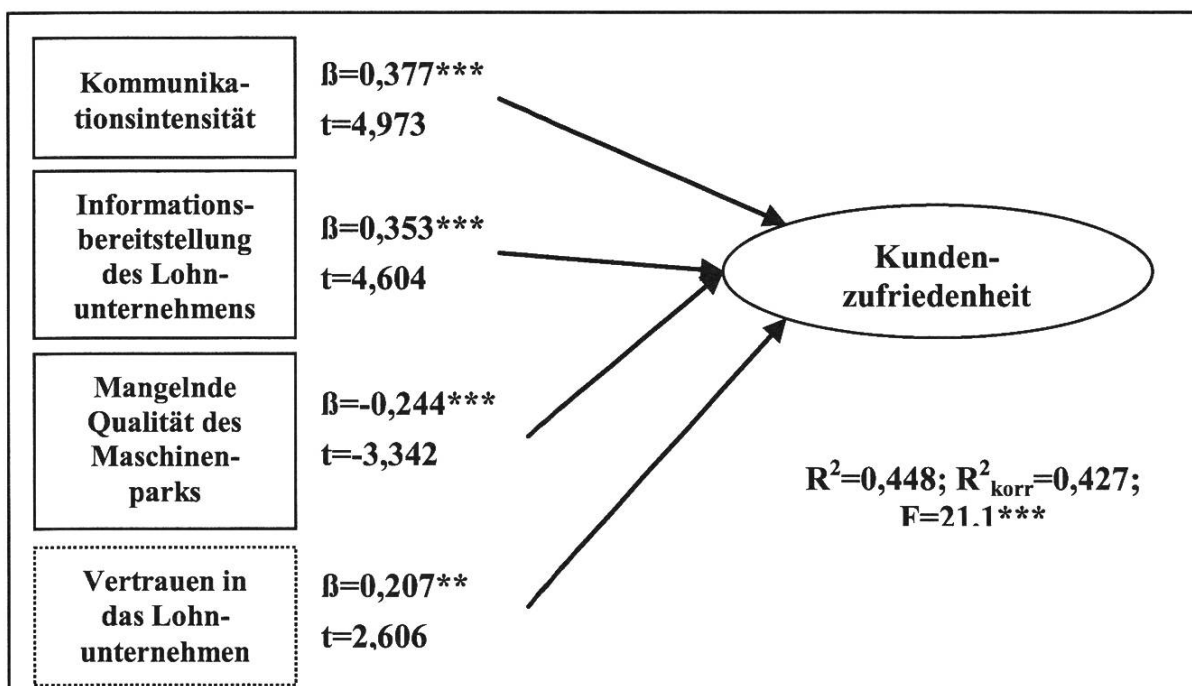 Kommunika-
tionsintensität
ß=0,377***
t=4,973
Informations-
bereitstellung
des Lohn-
unternehmens
ß=0,353***
t=4,604
Mangelnde
Qualität des
Maschinen-
parks
ß=-0,244***
t=-3,342
Vertrauen in
das Lohn-
unternehmen
ß=0,207**
t=2,606
Kunden-
zufriedenheit
R²=0,448; R²korr=0,427;
F=21,1***